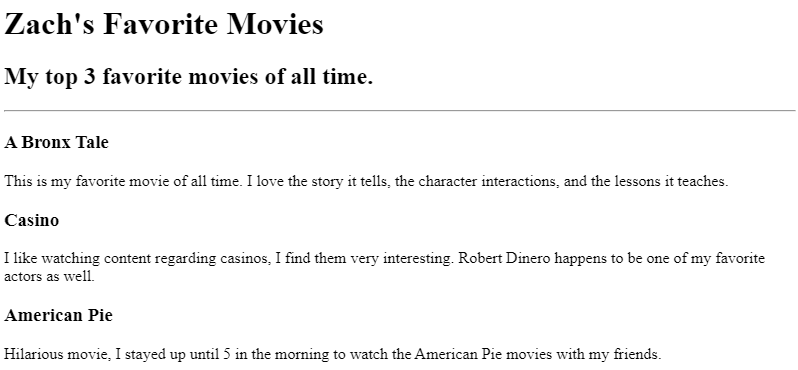 Zach's Favorite Movies
My top 3 favorite movies of all time.
A Bronx Tale
This is my favorite movie of all time. I love the story it tells, the character interactions, and the lessons it teaches.
Casino
I like watching content regarding casinos, I find them very interesting. Robert Dinero happens to be one of my favorite
actors as well.
American Pie
Hilarious movie, I stayed up until 5 in the morning to watch the American Pie movies with my friends.